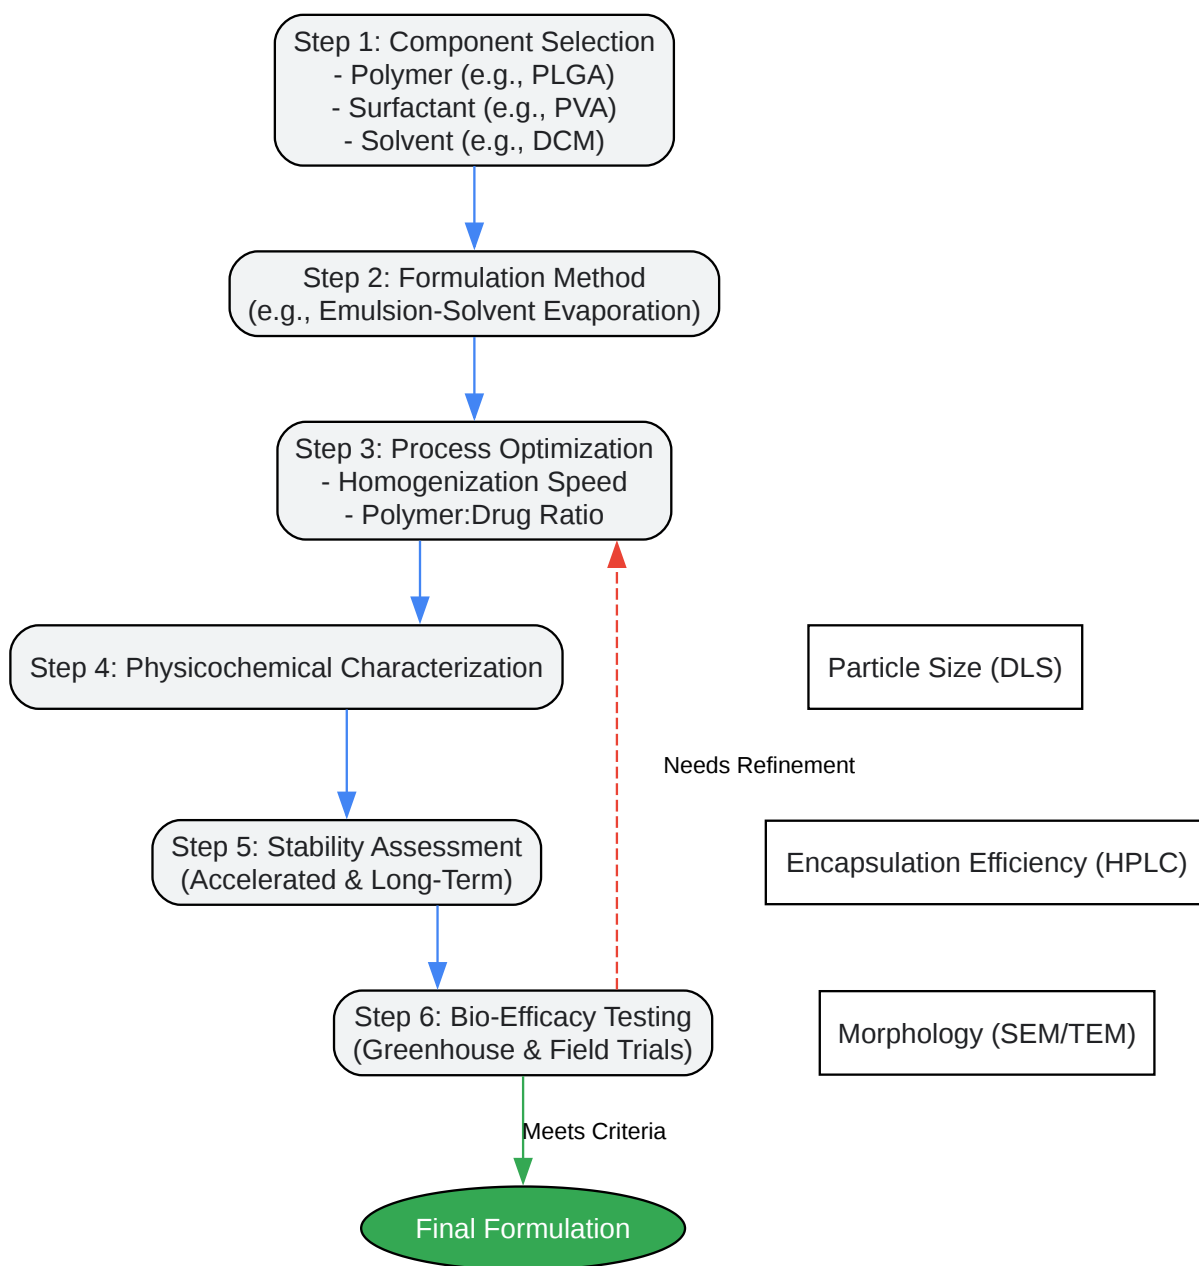 Step 1: Component Selection
- Polymer (e.g., PLGA)
- Surfactant (e.g., PVA)
- Solvent (e.g., DCM)
Step 2: Formulation Method
(e.g., Emulsion-Solvent Evaporation)
Step 3: Process Optimization
- Homogenization Speed
- Polymer:Drug Ratio
Step 4: Physicochemical Characterization
Particle Size (DLS)
Needs Refinement
Step 5: Stability Assessment
(Accelerated & Long-Term)
Encapsulation Efficiency (HPLC)
Step 6: Bio-Efficacy Testing
(Greenhouse & Field Trials)
Morphology (SEM/TEM)
Meets Criteria
Final Formulation